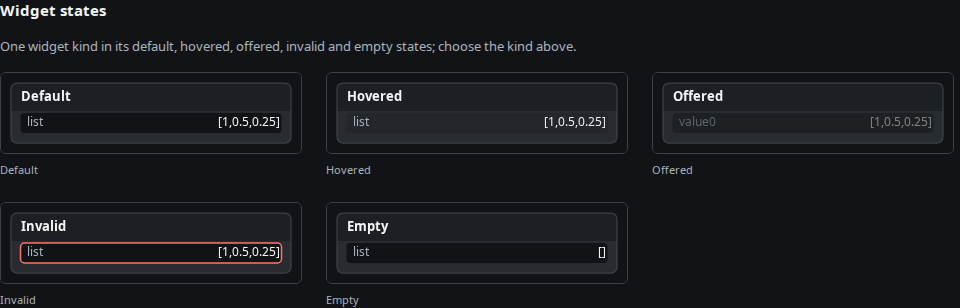 Widget states
One widget kind in its default, hovered, offered, invalid and empty states; choose the kind above.
Default
list [1,0.5,0.25]
Default
Hovered
list [1,0.5,0.25]
Hovered
Offered
value0 [1,0.5,0.25]
Offered
Invalid
list [1,0.5,0.25]
Invalid
Empty
list []
Empty